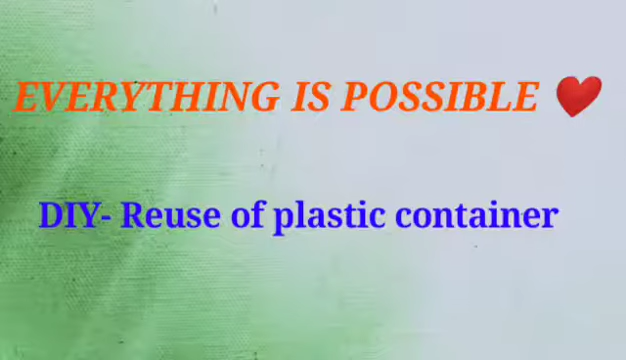 EVERYTHING IS POSSIBLE ❤️
DIY- Reuse of plastic container